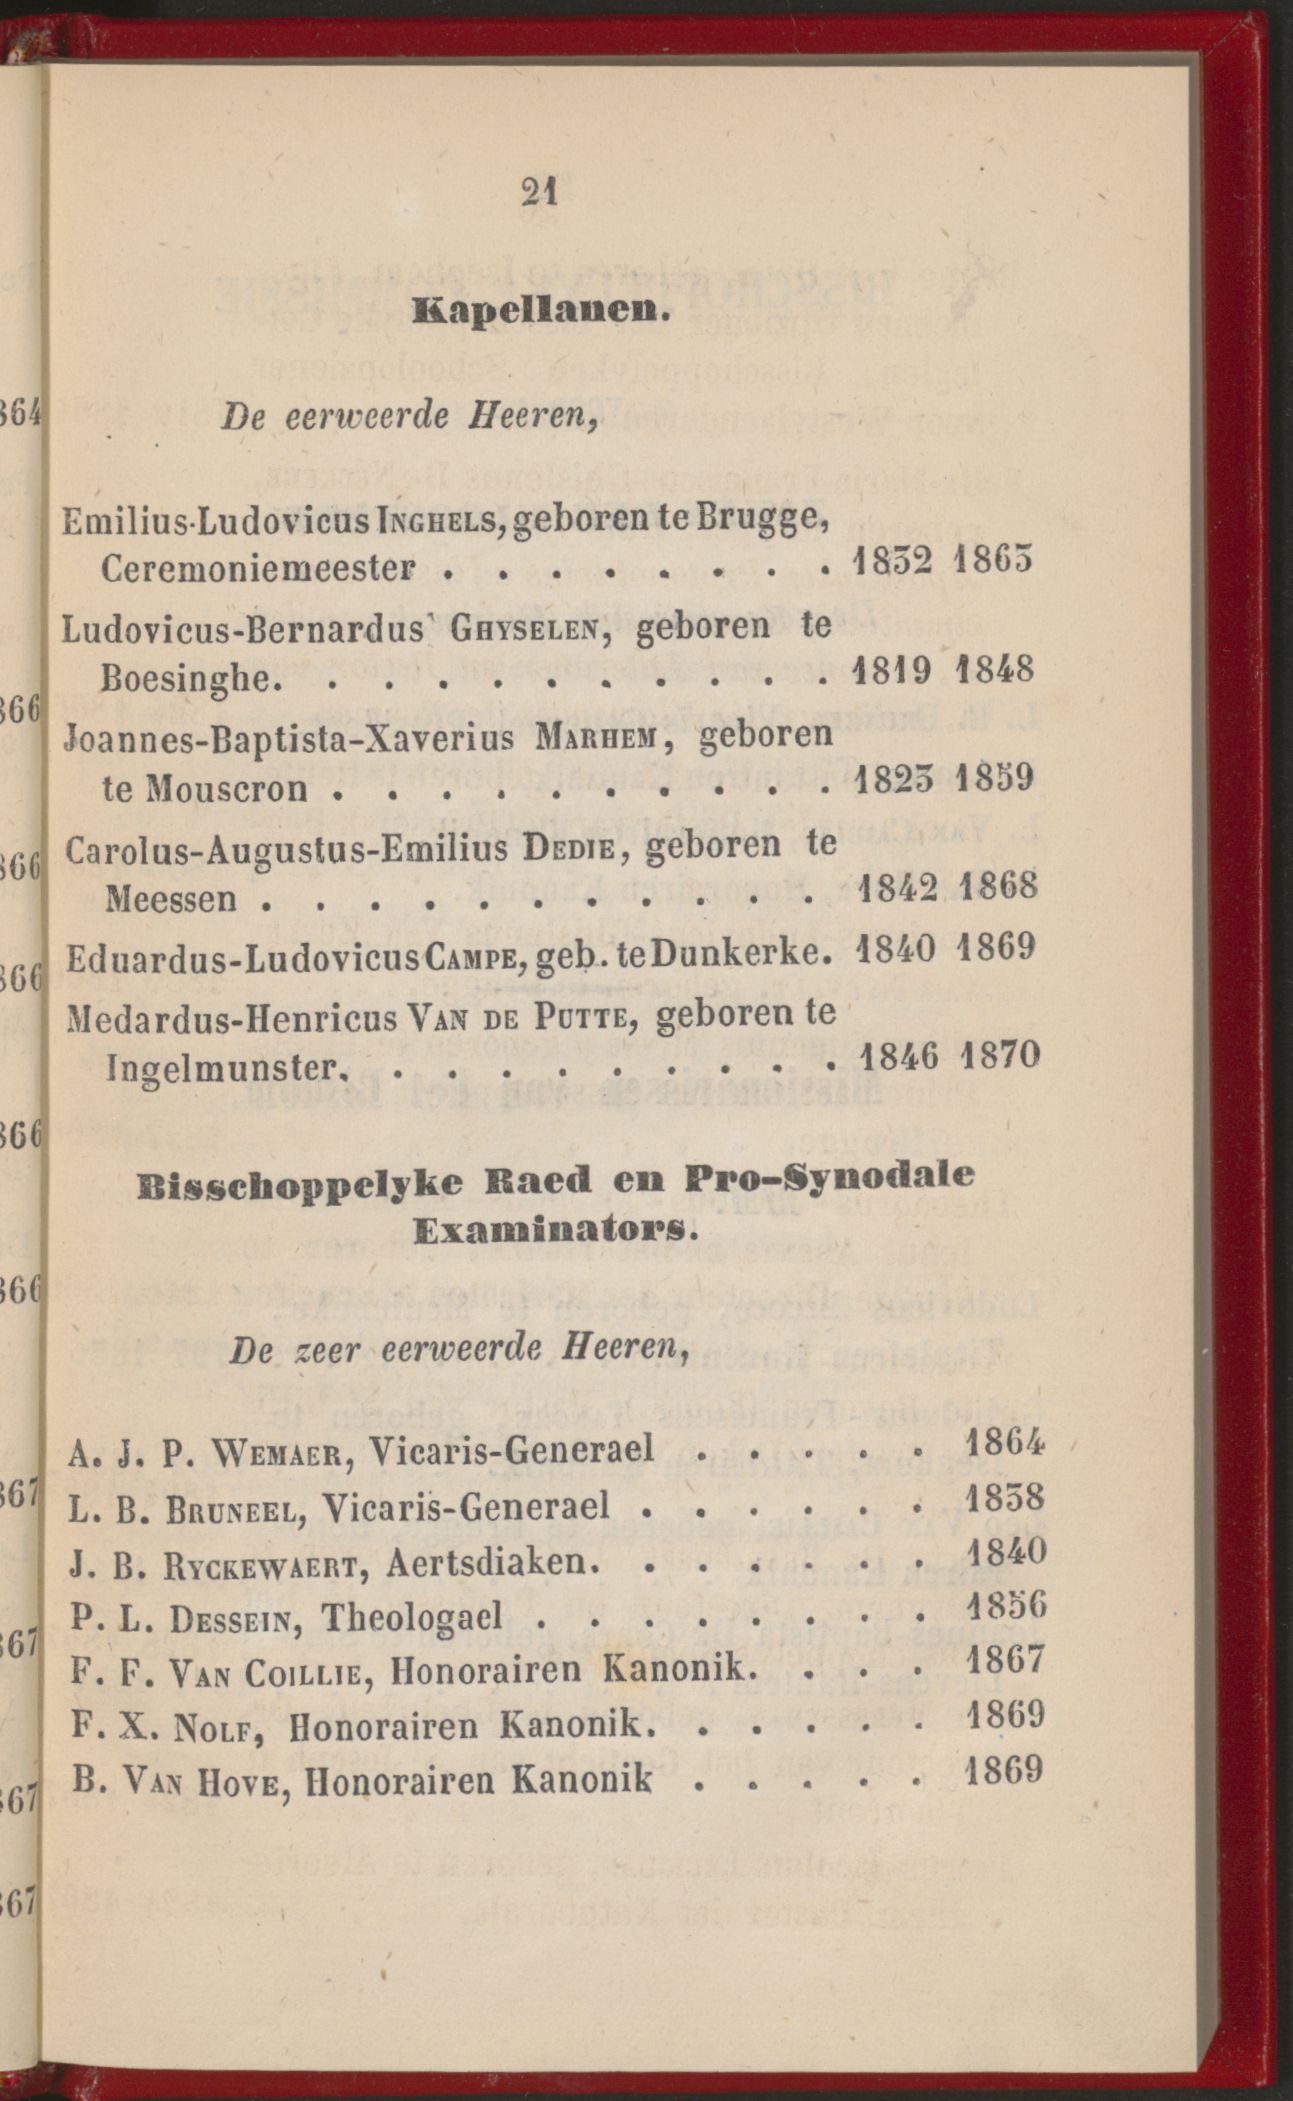 21
Kapellanen.
De eerweerde Heeren,
Emilius-Ludovicus INGHELS, geboren te Brugge,
Ceremoniemeester . . . . . . . . 1832 1863
Ludovicus-Bernardus GHYSELEN, geboren te
Boesinghe. . . . . . . . . . . 1819 1848
Joannes-Baptista-Xaverius MARHEM, geboren
te Mouscron . . . . . . . . . . 1823 1859
Carolus-Augustus-Emilius DEDIE, geboren te
Meessen . . . . . . . . . . . 1842 1868
Eduardus-Ludovicus CAMPE, geb. te Dunkerke. 1840 1869
Medardus-Henricus VAN DE PUTTE, geboren te
Ingelmunster. . . . . . . . . . 1846 1870
Bisschoppelyke Raed en Pro-Synodale
Examinators.
De zeer eerweerde Heeren,
A. J. P. WEMAER, Vicaris-Generael . . . . . 1864
L. B. BRUNEEL, Vicaris-Generael . . . . . . 1838
J. B. RYCKEWAERT, Aertsdiaken. . . . . . . 1840
P. L. DESSEIN, Theologael . . . . . . . . 1856
F. F. VAN COILLIE, Honorairen Kanonik. . . . 1867
F. X. NOLF, Honorairen Kanonik. . . . . . 1869
B. VAN HOVE, Honorairen Kanonik . . . . . 1869